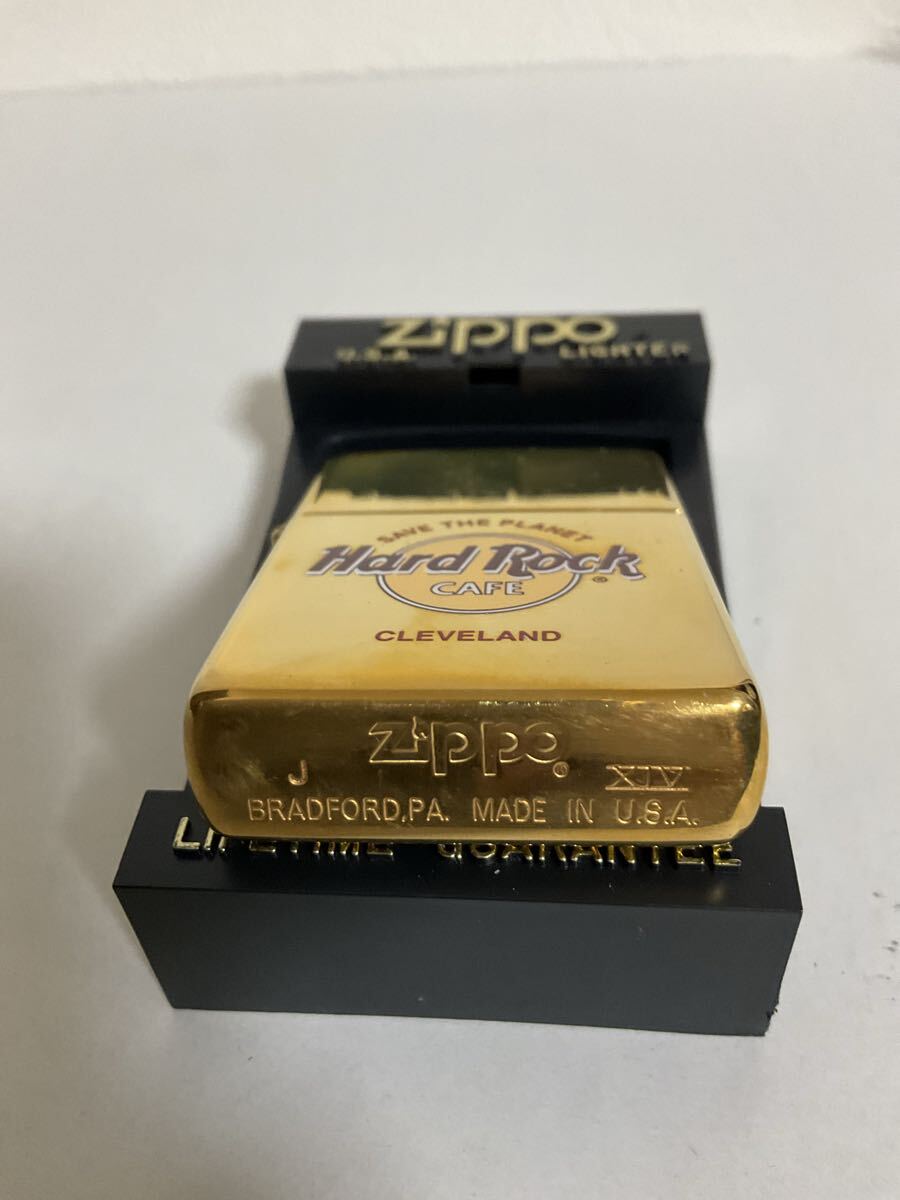 Zippo
U.S.A. LIGHTER
SAVE THE PLANET
Hard Rock ®
CAFE
CLEVELAND
J Zippo ® XIV
BRADFORD,PA. MADE IN U.S.A.
LIFETIME GUARANTEE